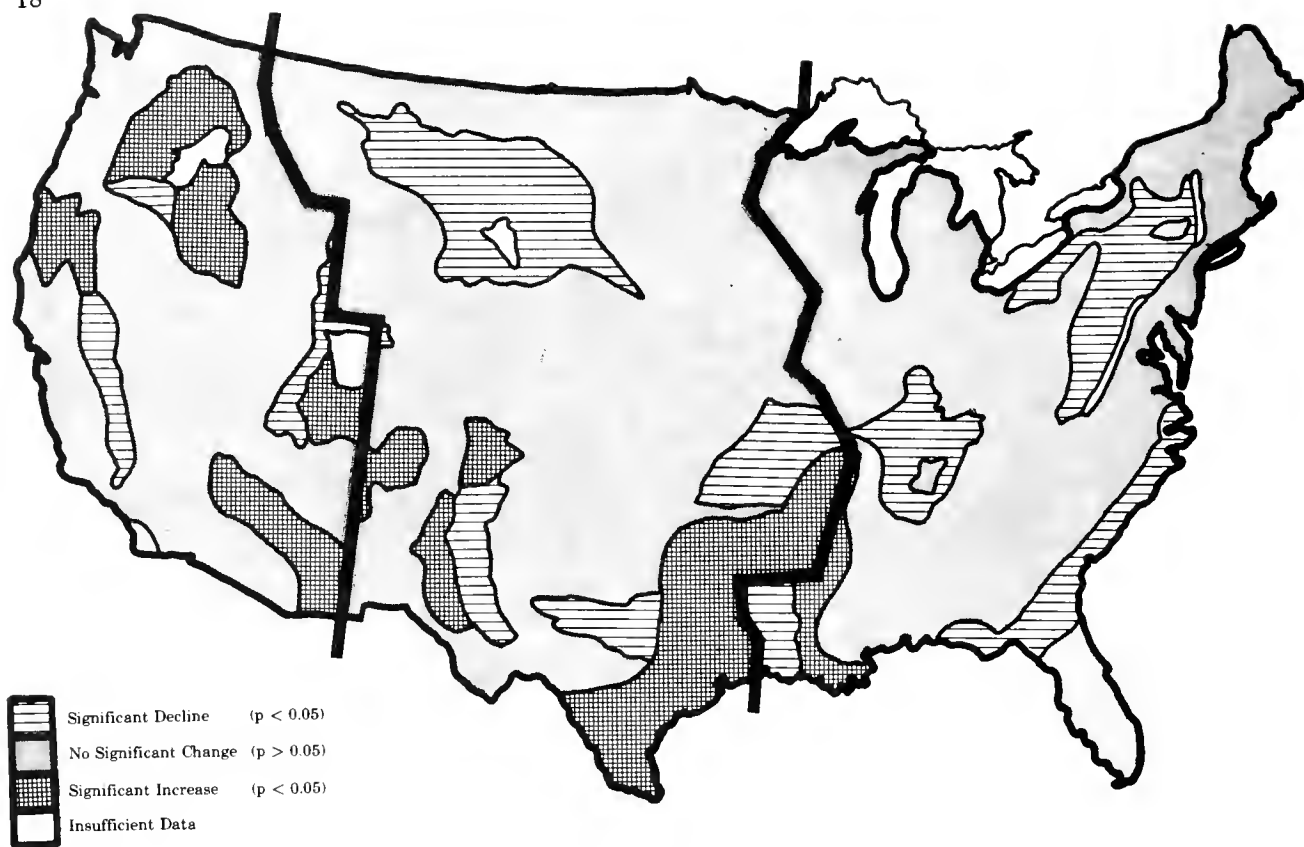 18
Significant Decline (p < 0.05)
No Significant Change (p > 0.05)
Significant Increase (p < 0.05)
Insufficient Data